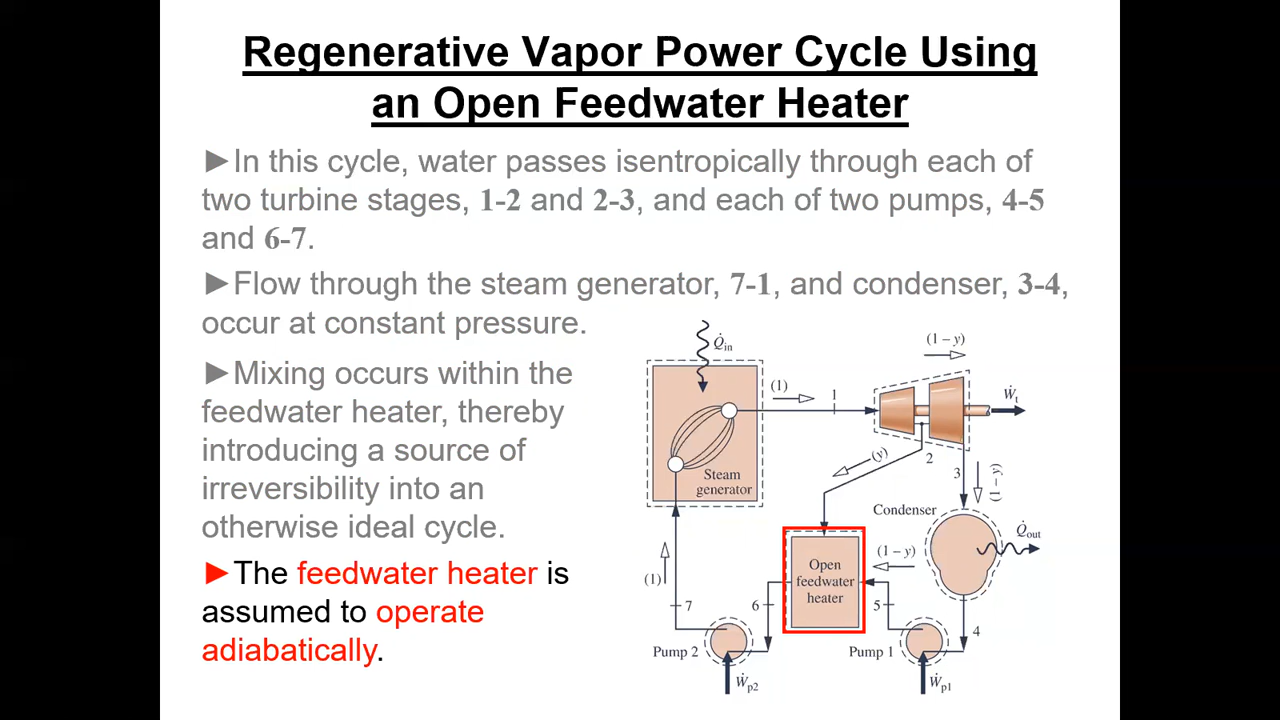 Regenerative Vapor Power Cycle Using
an Open Feedwater Heater
►In this cycle, water passes isentropically through each of
two turbine stages, 1-2 and 2-3, and each of two pumps, 4-5
and 6-7.
►Flow through the steam generator, 7-1, and condenser, 3-4,
occur at constant pressure.
►Mixing occurs within the
feedwater heater, thereby
introducing a source of
irreversibility into an
otherwise ideal cycle.
►The feedwater heater is
assumed to operate
adiabatically.
Q̇in
(1)
1
(1 – y)
Ẇt
(y)
2
3
(1 – y)
Steam
generator
Condenser
Q̇out
Open
feedwater
heater
(1 – y)
(1)
7
6
5
4
Pump 2
Pump 1
Ẇp2
Ẇp1